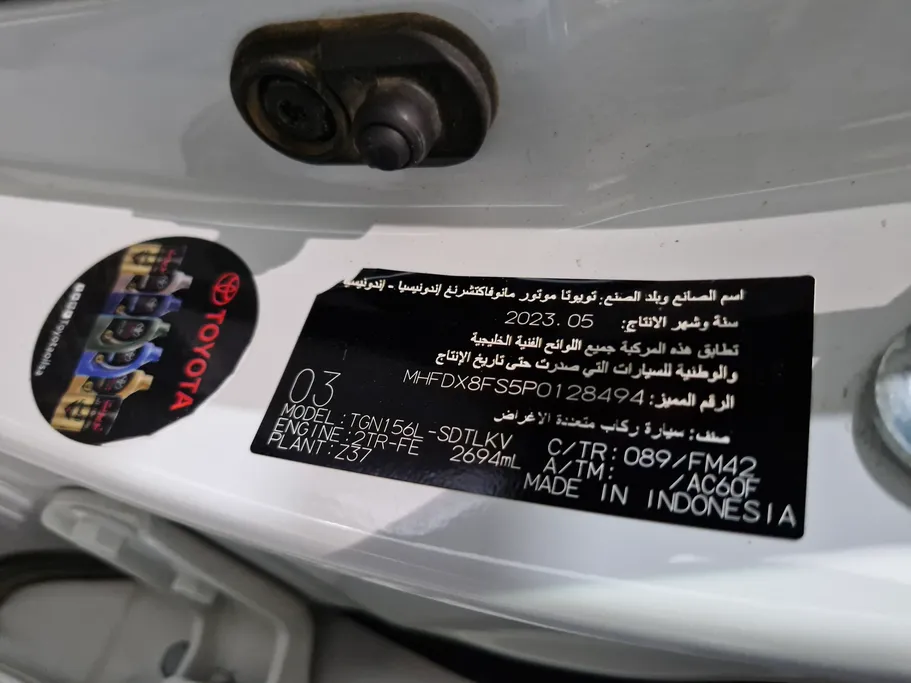 اسم الصانع وبلد الصنع: تويوتا موتور مانوفاكتشرنغ إندونيسيا - إندونيسيا
سنة وشهر الانتاج: 2023.05
تطابق هذه المركبة جميع اللوائح الفنية الخليجية
والوطنية للسيارات التي صدرت حتى تاريخ الإنتاج
الرقم المميز: MHFDX8FS5P0128494
صنف: سيارة ركاب متعددة الاغراض
03
MODEL:TGN156L-SDTLKV
C/TR:089/FM42
ENGINE:2TR-FE 2694mL
A/TM: /AC60F
PLANT:Z37
MADE IN INDONESIA
TOYOTA